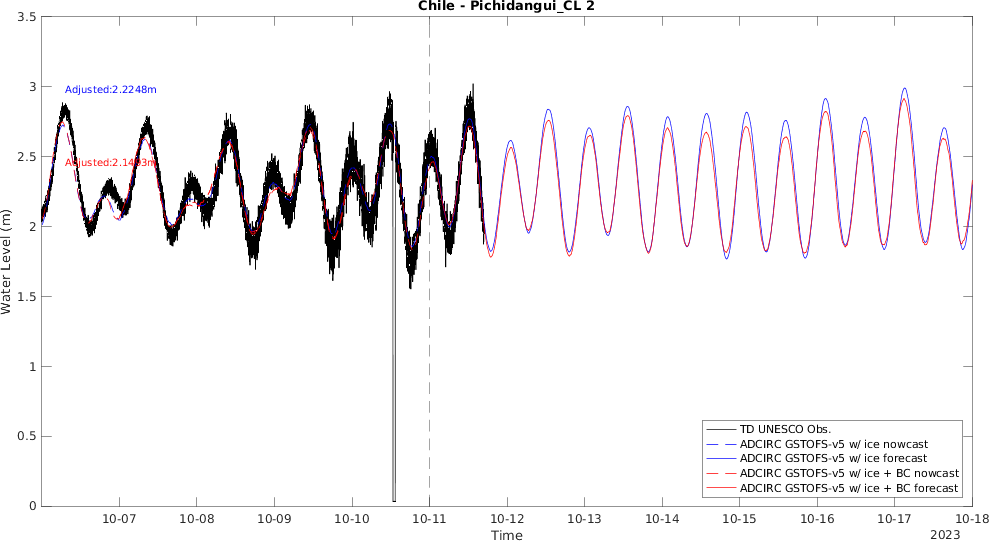 Chile - Pichidangui_CL 2
3.5
3
2.5
2
1.5
1
0.5
0
Water Level (m)
Adjusted:2.2248m
Adjusted:2.1493m
TD UNESCO Obs.
ADCIRC GSTOFS-v5 w/ ice nowcast
ADCIRC GSTOFS-v5 w/ ice forecast
ADCIRC GSTOFS-v5 w/ ice + BC nowcast
ADCIRC GSTOFS-v5 w/ ice + BC forecast
10-07 10-08 10-09 10-10 10-11 10-12 10-13 10-14 10-15 10-16 10-17 10-18
Time
2023